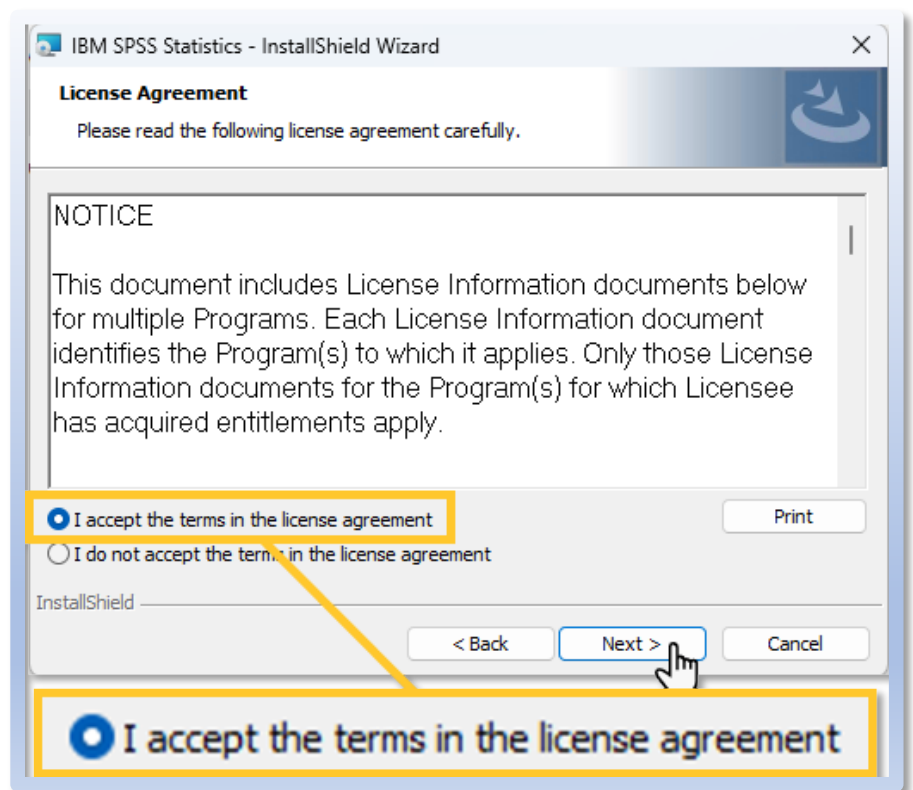 IBM SPSS Statistics - InstallShield Wizard
License Agreement
Please read the following license agreement carefully.
NOTICE
This document includes License Information documents below
for multiple Programs. Each License Information document
identifies the Program(s) to which it applies. Only those License
Information documents for the Program(s) for which Licensee
has acquired entitlements apply.
I accept the terms in the license agreement
Print
I do not accept the terms in the license agreement
InstallShield
< Back
Next >
Cancel
I accept the terms in the license agreement